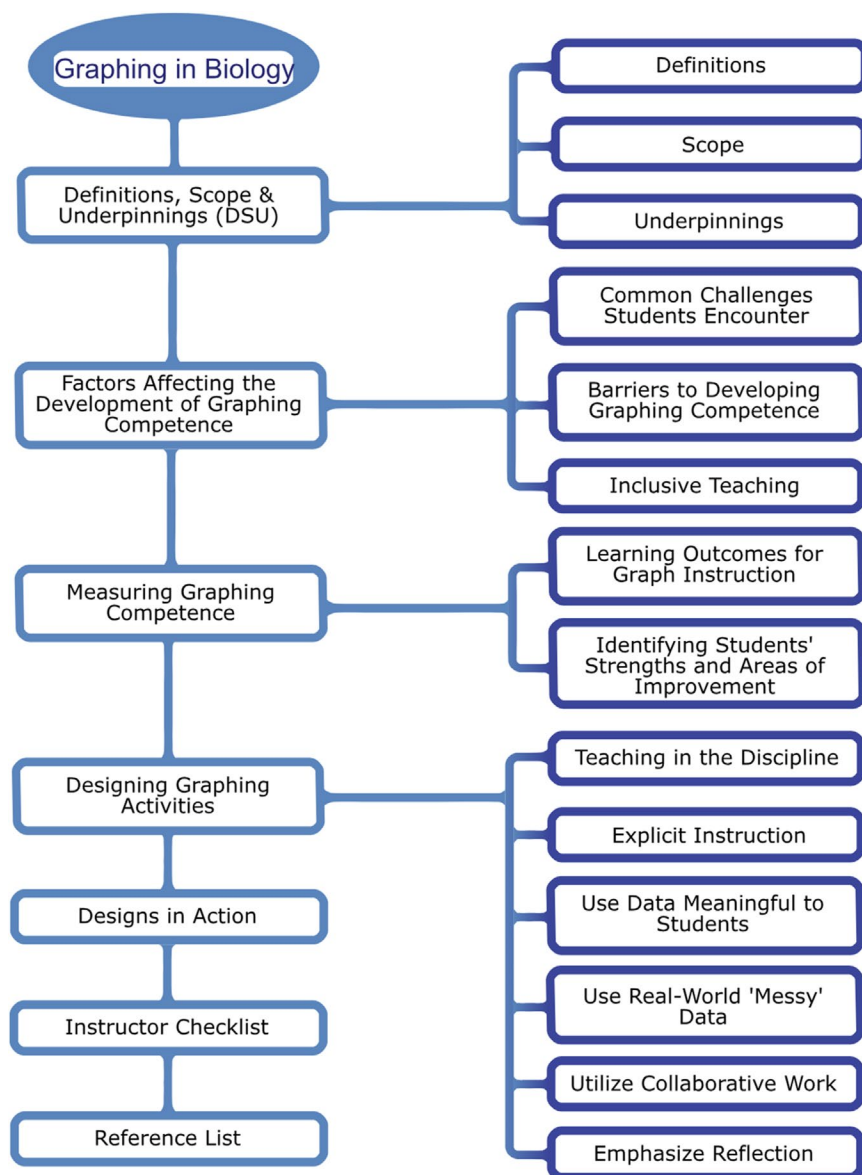 Graphing in Biology
Definitions, Scope &
Underpinnings (DSU)
Definitions
Scope
Underpinnings
Factors Affecting the
Development of Graphing
Competence
Common Challenges
Students Encounter
Barriers to Developing
Graphing Competence
Inclusive Teaching
Measuring Graphing
Competence
Learning Outcomes for
Graph Instruction
Identifying Students'
Strengths and Areas of
Improvement
Designing Graphing
Activities
Teaching in the Discipline
Explicit Instruction
Use Data Meaningful to
Students
Use Real-World 'Messy'
Data
Utilize Collaborative Work
Emphasize Reflection
Designs in Action
Instructor Checklist
Reference List